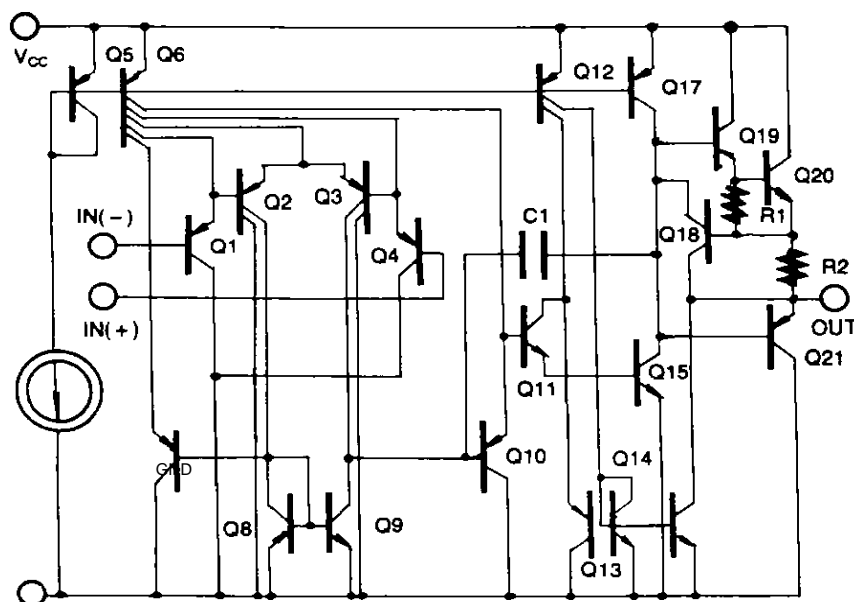 VCC
Q5
Q6
Q12
Q17
Q19
Q20
Q2
Q3
C1
R1
Q18
IN(-)
Q1
Q4
R2
IN(+)
OUT
Q11
Q15
Q21
GND
Q10
Q14
Q8
Q9
Q13